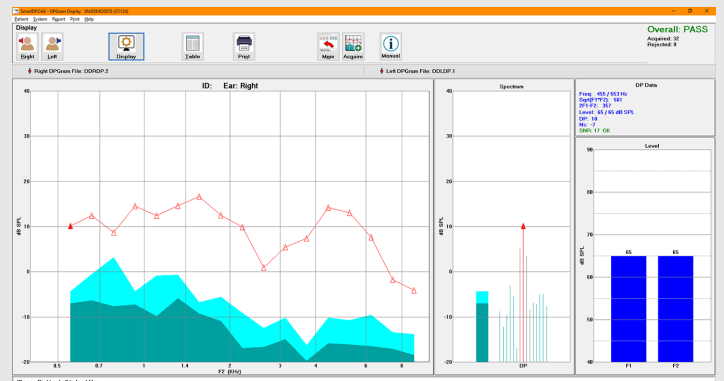 SmartDPOAE - DPGram Display
Patient System Report Print Help
Display
Overall: PASS
Acquired: 32
Rejected: 0
Right Left Display Table Print Main Acquire Manual
Right DPGram File: DDRDP.2
Left DPGram File: DDLDP.1
ID: Ear: Right
40
30
20
10
0
-10
-20
dB SPL
0.5 0.7 1 1.4 2 3 4 6 8
F2 (KHz)
Spectrum
40
30
20
10
0
-10
-20
dB SPL
DP
DP Data
Freq: 455 / 553 Hz
Sqrt(F1*F2): 501
2F1-F2: 357
Level: 65 / 65 dB SPL
DP: 10
Ns: -7
SNR: 17 OK
Level
90
80
70
60
50
40
dB SPL
65 65
F1 F2